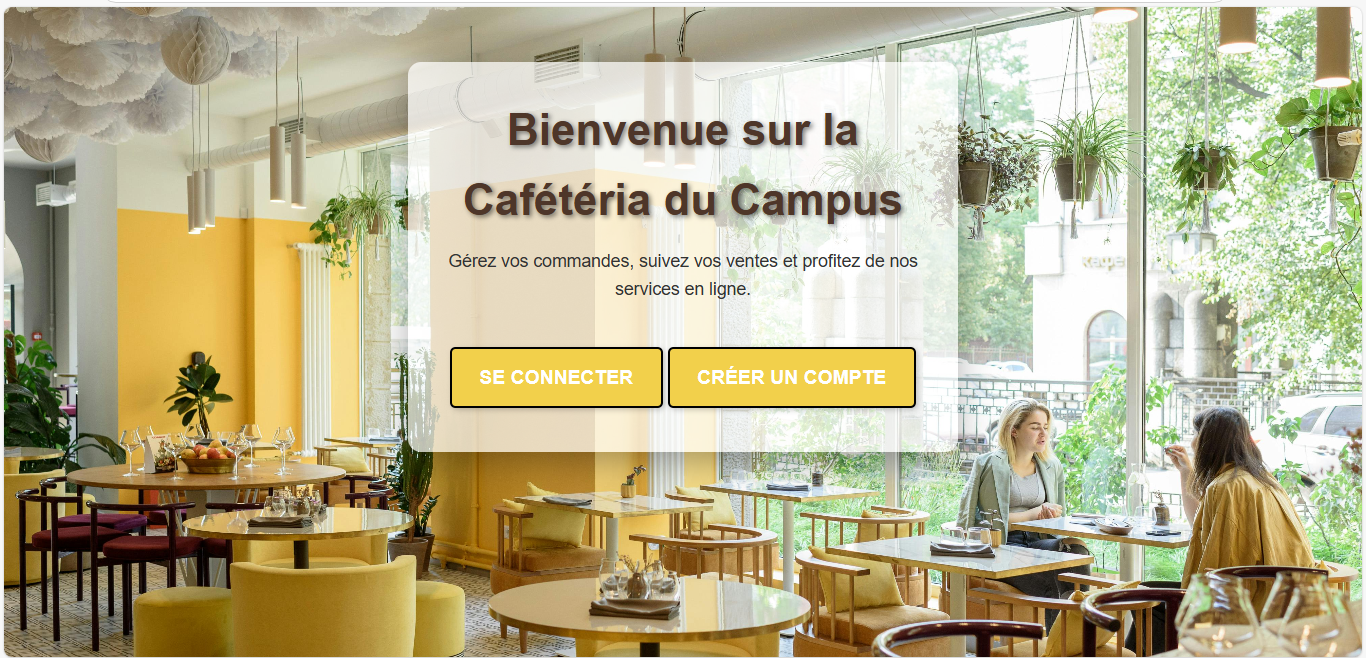 Bienvenue sur la
Cafétéria du Campus
Gérez vos commandes, suivez vos ventes et profitez de nos
services en ligne.
SE CONNECTER
CRÉER UN COMPTE